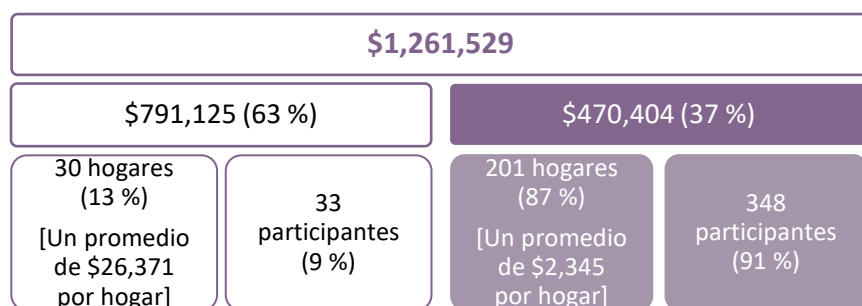 $1,261,529
$791,125 (63 %)
$470,404 (37 %)
30 hogares
(13 %)
[Un promedio
de $26,371
por hogar]
33
participantes
(9 %)
201 hogares
(87 %)
[Un promedio
de $2,345
por hogar]
348
participantes
(91 %)